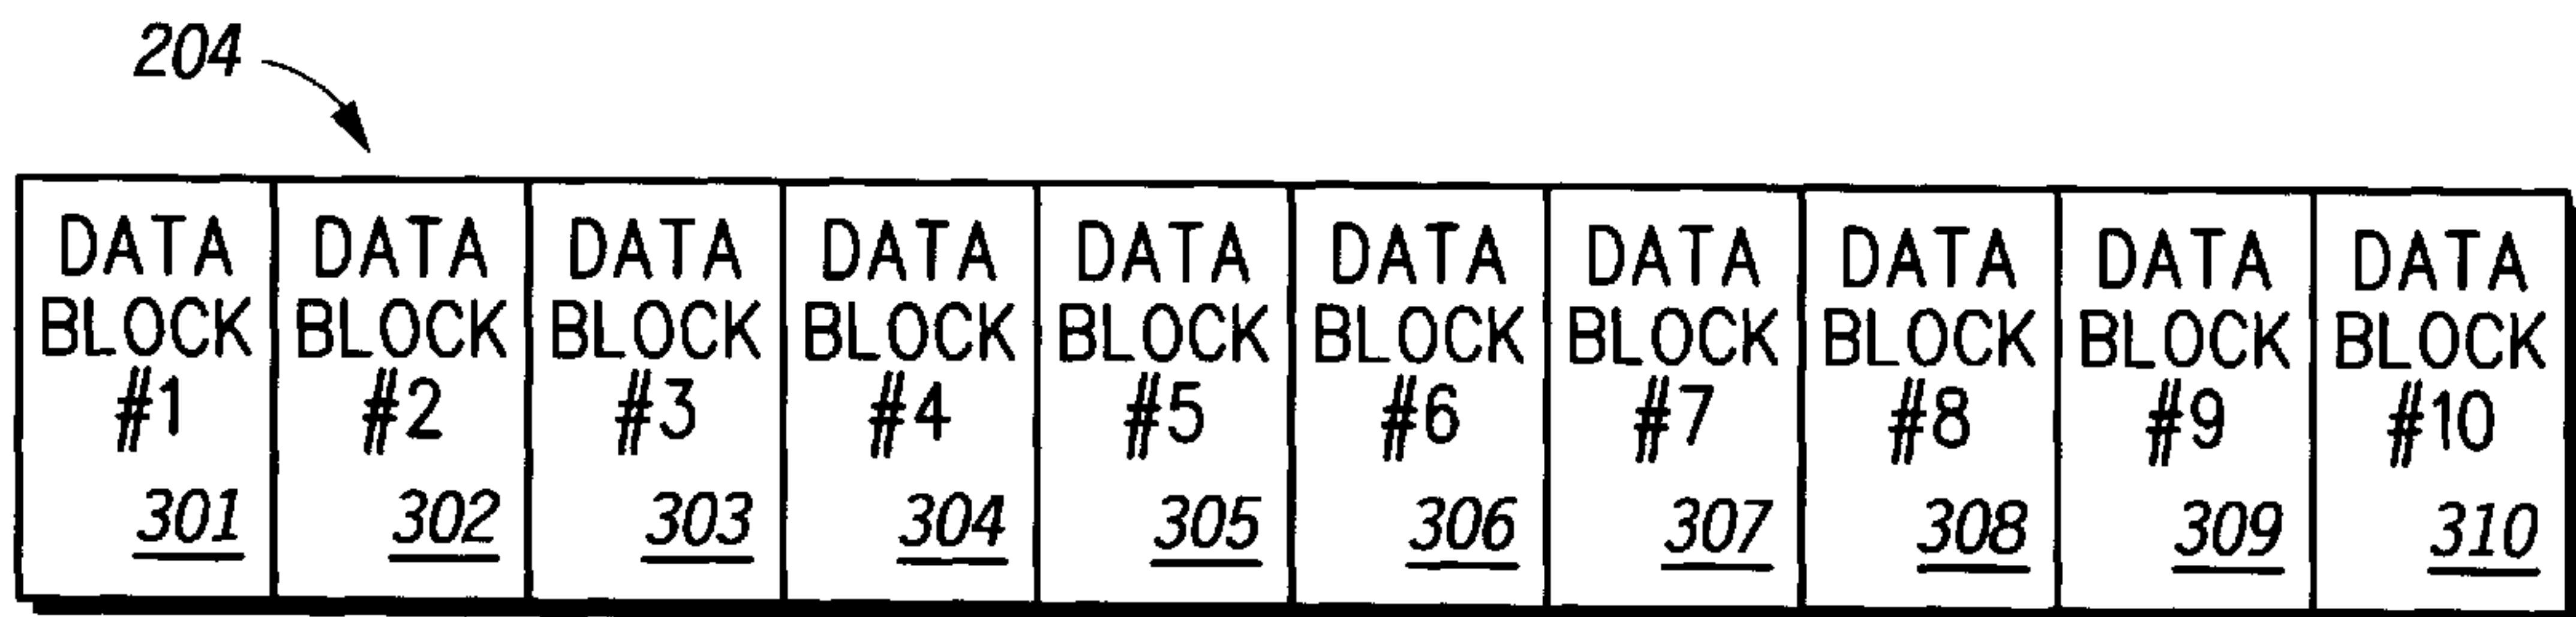 204
DATA BLOCK #1 301
DATA BLOCK #2 302
DATA BLOCK #3 303
DATA BLOCK #4 304
DATA BLOCK #5 305
DATA BLOCK #6 306
DATA BLOCK #7 307
DATA BLOCK #8 308
DATA BLOCK #9 309
DATA BLOCK #10 310